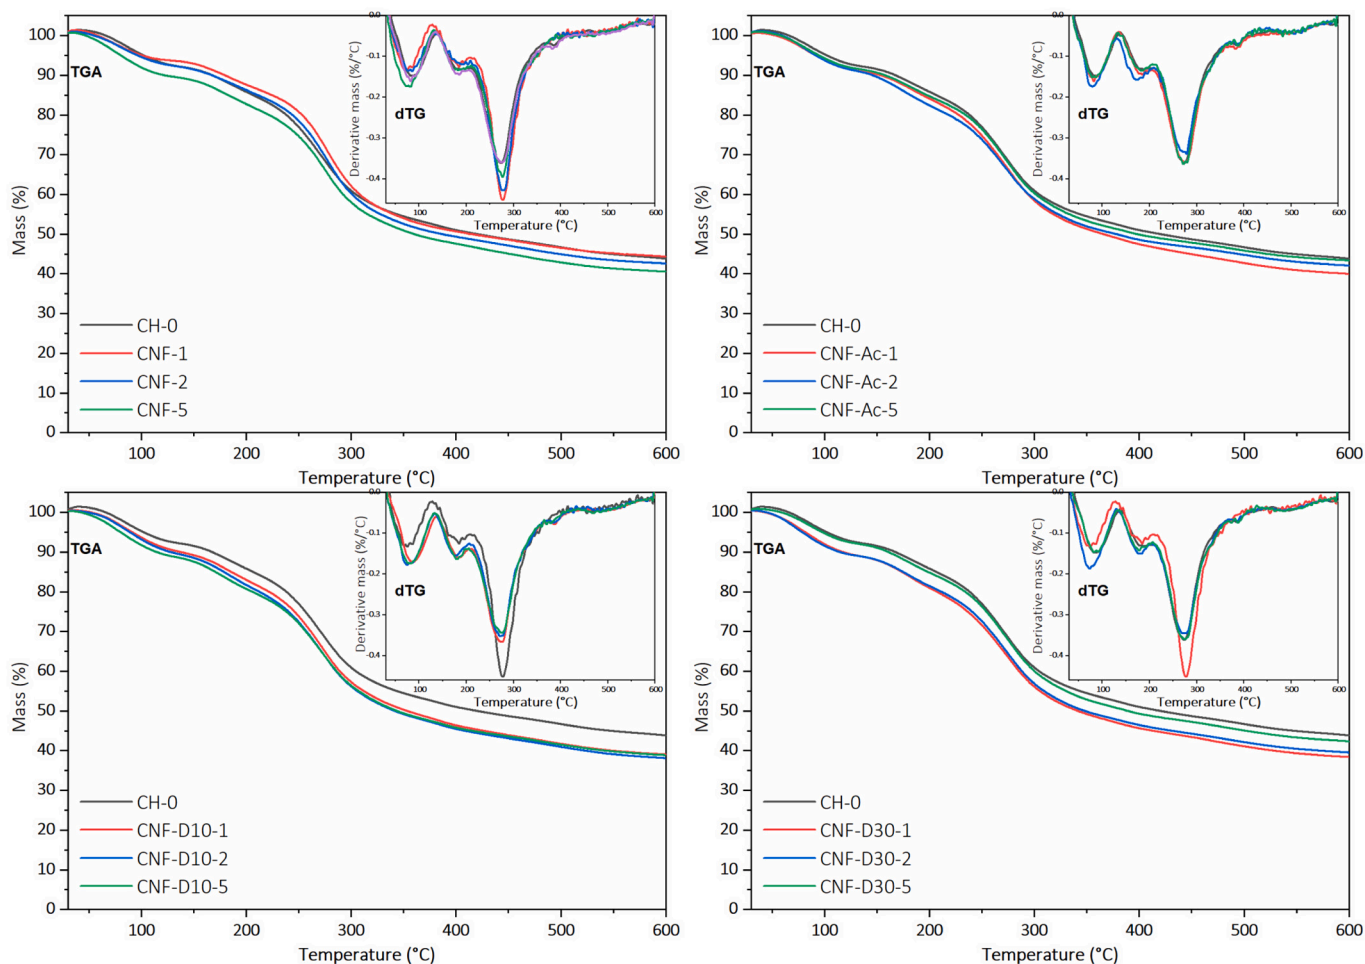 100
90
80
70
60
50
40
30
20
10
0
Mass (%)
TGA
CH-0
CNF-1
CNF-2
CNF-5
100
200
300
400
500
600
Temperature (°C)
0.0
-0.1
-0.2
-0.3
-0.4
Derivative mass (%/°C)
dTG
100
200
300
400
500
600
Temperature (°C)
100
90
80
70
60
50
40
30
20
10
0
Mass (%)
TGA
CH-0
CNF-Ac-1
CNF-Ac-2
CNF-Ac-5
100
200
300
400
500
600
Temperature (°C)
0.0
-0.1
-0.2
-0.3
-0.4
Derivative mass (%/°C)
dTG
100
200
300
400
500
600
Temperature (°C)
100
90
80
70
60
50
40
30
20
10
0
Mass (%)
TGA
CH-0
CNF-D10-1
CNF-D10-2
CNF-D10-5
100
200
300
400
500
600
Temperature (°C)
0.0
-0.1
-0.2
-0.3
-0.4
Derivative mass (%/°C)
dTG
100
200
300
400
500
600
Temperature (°C)
100
90
80
70
60
50
40
30
20
10
0
Mass (%)
TGA
CH-0
CNF-D30-1
CNF-D30-2
CNF-D30-5
100
200
300
400
500
600
Temperature (°C)
0.0
-0.1
-0.2
-0.3
-0.4
Derivative mass (%/°C)
dTG
100
200
300
400
500
600
Temperature (°C)